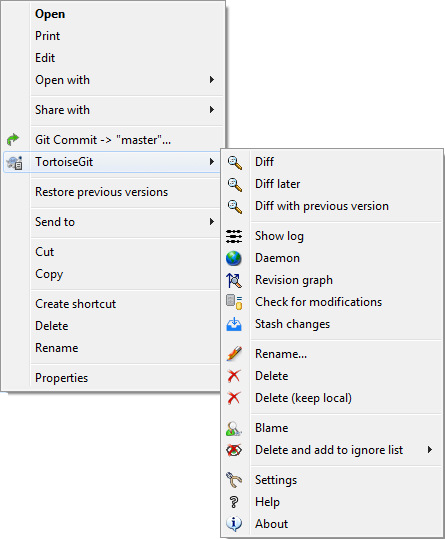 Open
Print
Edit
Open with
Share with
Git Commit -> "master"...
TortoiseGit
Restore previous versions
Send to
Cut
Copy
Create shortcut
Delete
Rename
Properties
Diff
Diff later
Diff with previous version
Show log
Daemon
Revision graph
Check for modifications
Stash changes
Rename...
Delete
Delete (keep local)
Blame
Delete and add to ignore list
Settings
Help
About